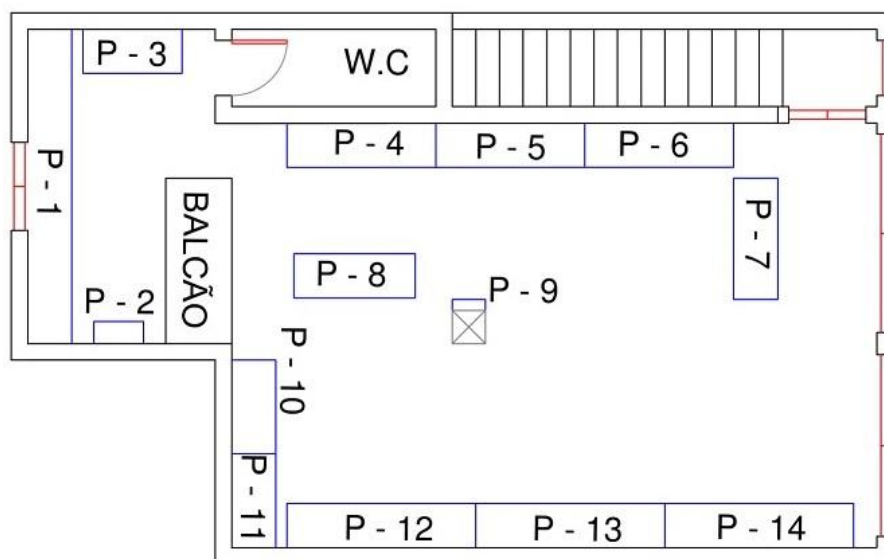 P - 3
W.C
P - 4
P - 5
P - 6
P - 1
BALCÃO
P - 7
P - 8
P - 9
P - 2
P - 10
P - 11
P - 12
P - 13
P - 14